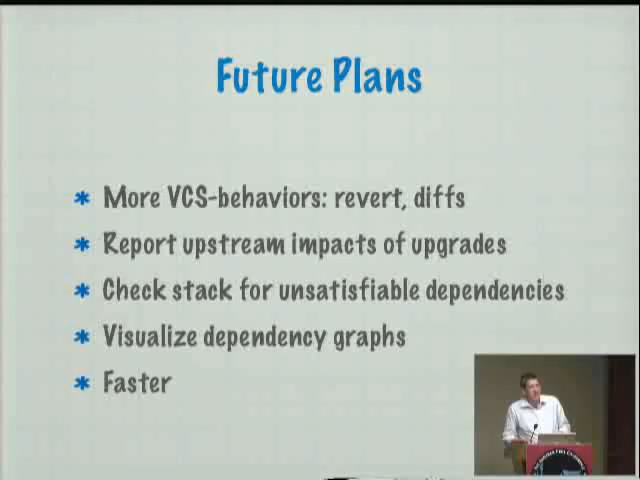 Future Plans
More VCS-behaviors: revert, diffs
Report upstream impacts of upgrades
Check stack for unsatisfiable dependencies
Visualize dependency graphs
Faster